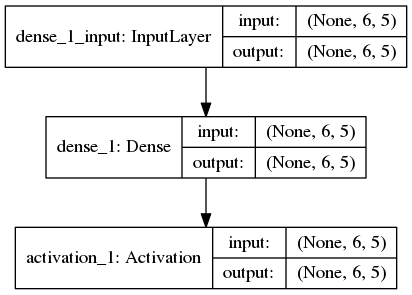 dense_1_input: InputLayer
input: (None, 6, 5)
output: (None, 6, 5)
dense_1: Dense
input: (None, 6, 5)
output: (None, 6, 5)
activation_1: Activation
input: (None, 6, 5)
output: (None, 6, 5)